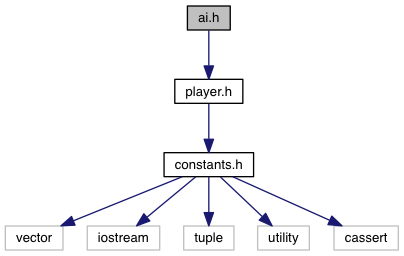 ai.h
player.h
constants.h
vector
iostream
tuple
utility
cassert